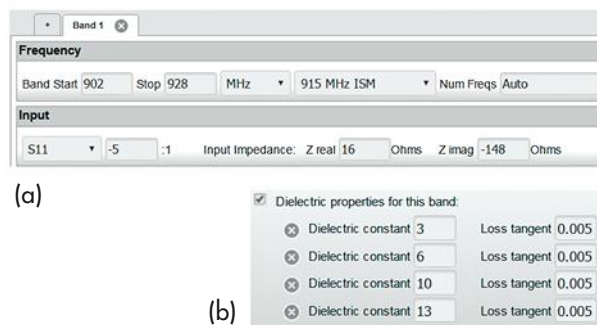 Band 1
Frequency
Band Start 902 Stop 928 MHz 915 MHz ISM Num Freqs Auto
Input
S11 -5 :1 Input Impedance: Z real 16 Ohms Z imag -148 Ohms
(a)
Dielectric properties for this band:
Dielectric constant 3 Loss tangent 0.005
Dielectric constant 6 Loss tangent 0.005
Dielectric constant 10 Loss tangent 0.005
Dielectric constant 13 Loss tangent 0.005
(b)